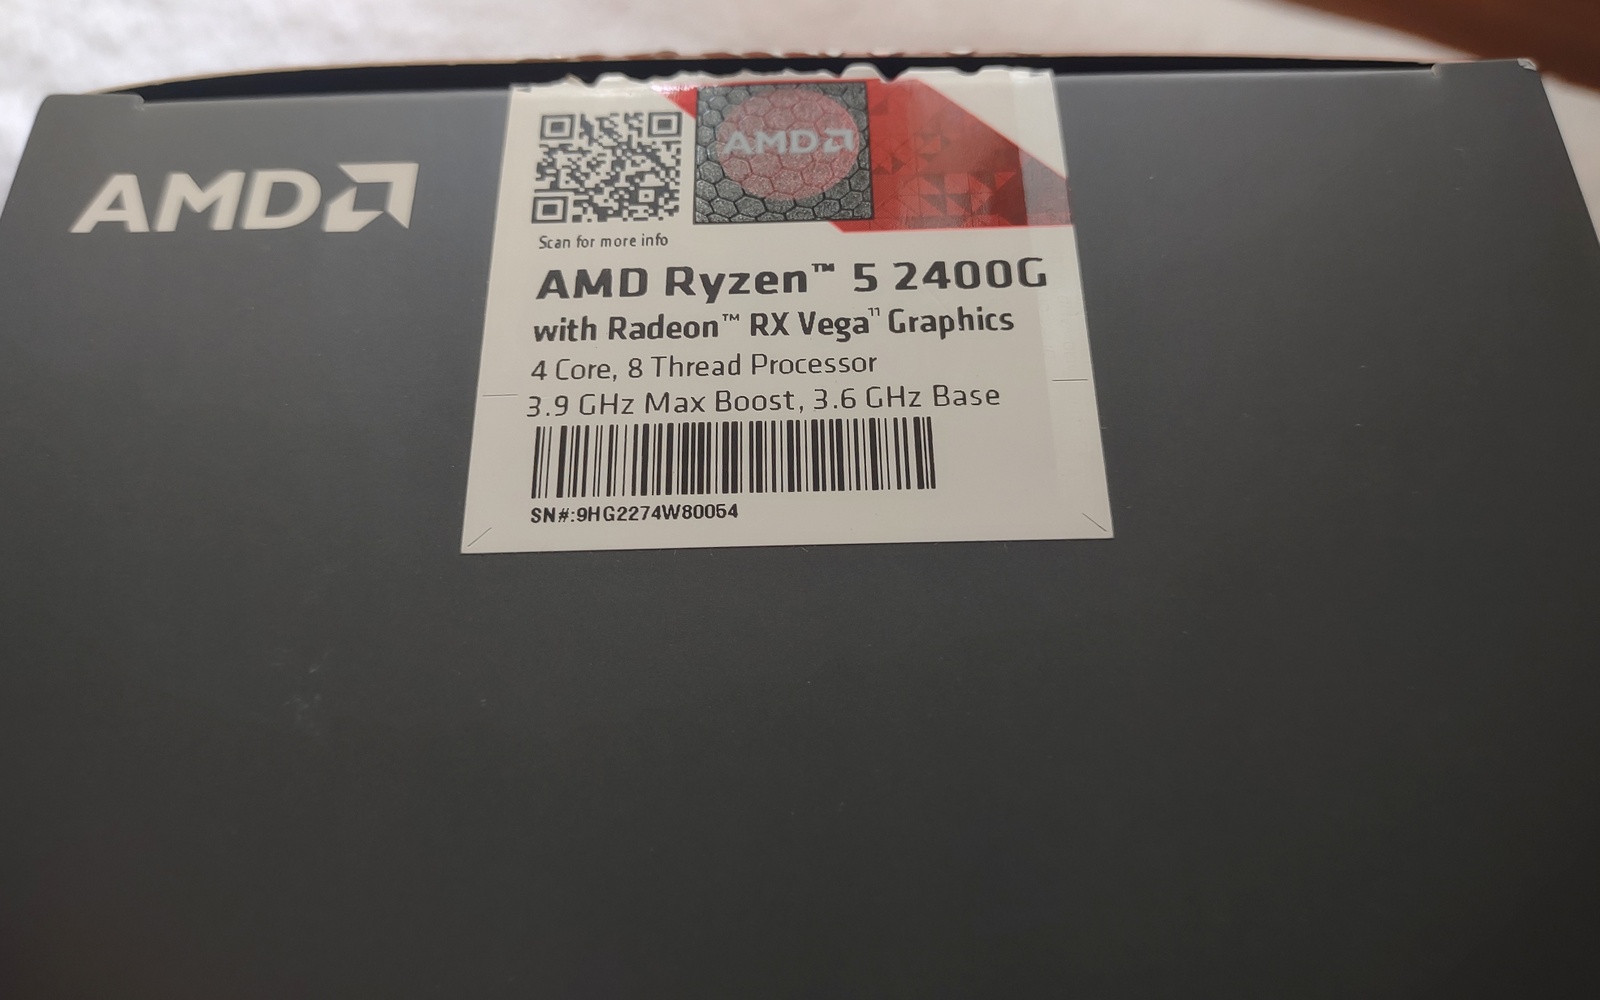 AMD
AMD
Scan for more info
AMD Ryzen™ 5 2400G
with Radeon™ RX Vega¹¹ Graphics
4 Core, 8 Thread Processor
3.9 GHz Max Boost, 3.6 GHz Base
SN#:9HG2274W80054